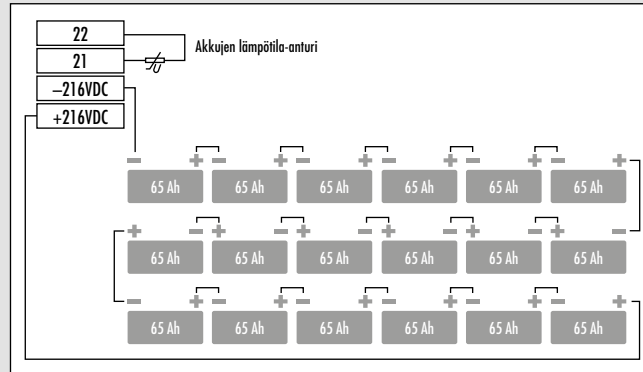 22
Akkujen lämpötila-anturi
21
U
–216VDC
+216VDC
– + – + – + – + – + – +
65 Ah 65 Ah 65 Ah 65 Ah 65 Ah 65 Ah
+ – + – + – + – + – + –
65 Ah 65 Ah 65 Ah 65 Ah 65 Ah 65 Ah
– + – + – + – + – + – +
65 Ah 65 Ah 65 Ah 65 Ah 65 Ah 65 Ah